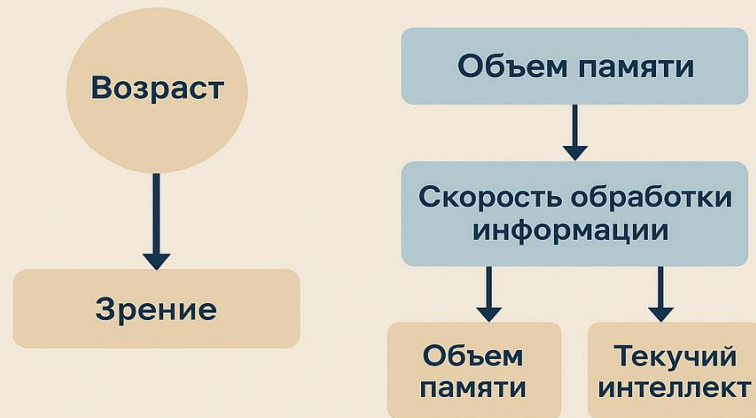 Возраст
Зрение
Объем памяти
Скорость обработки
информации
Объем
памяти
Текучий
интеллект